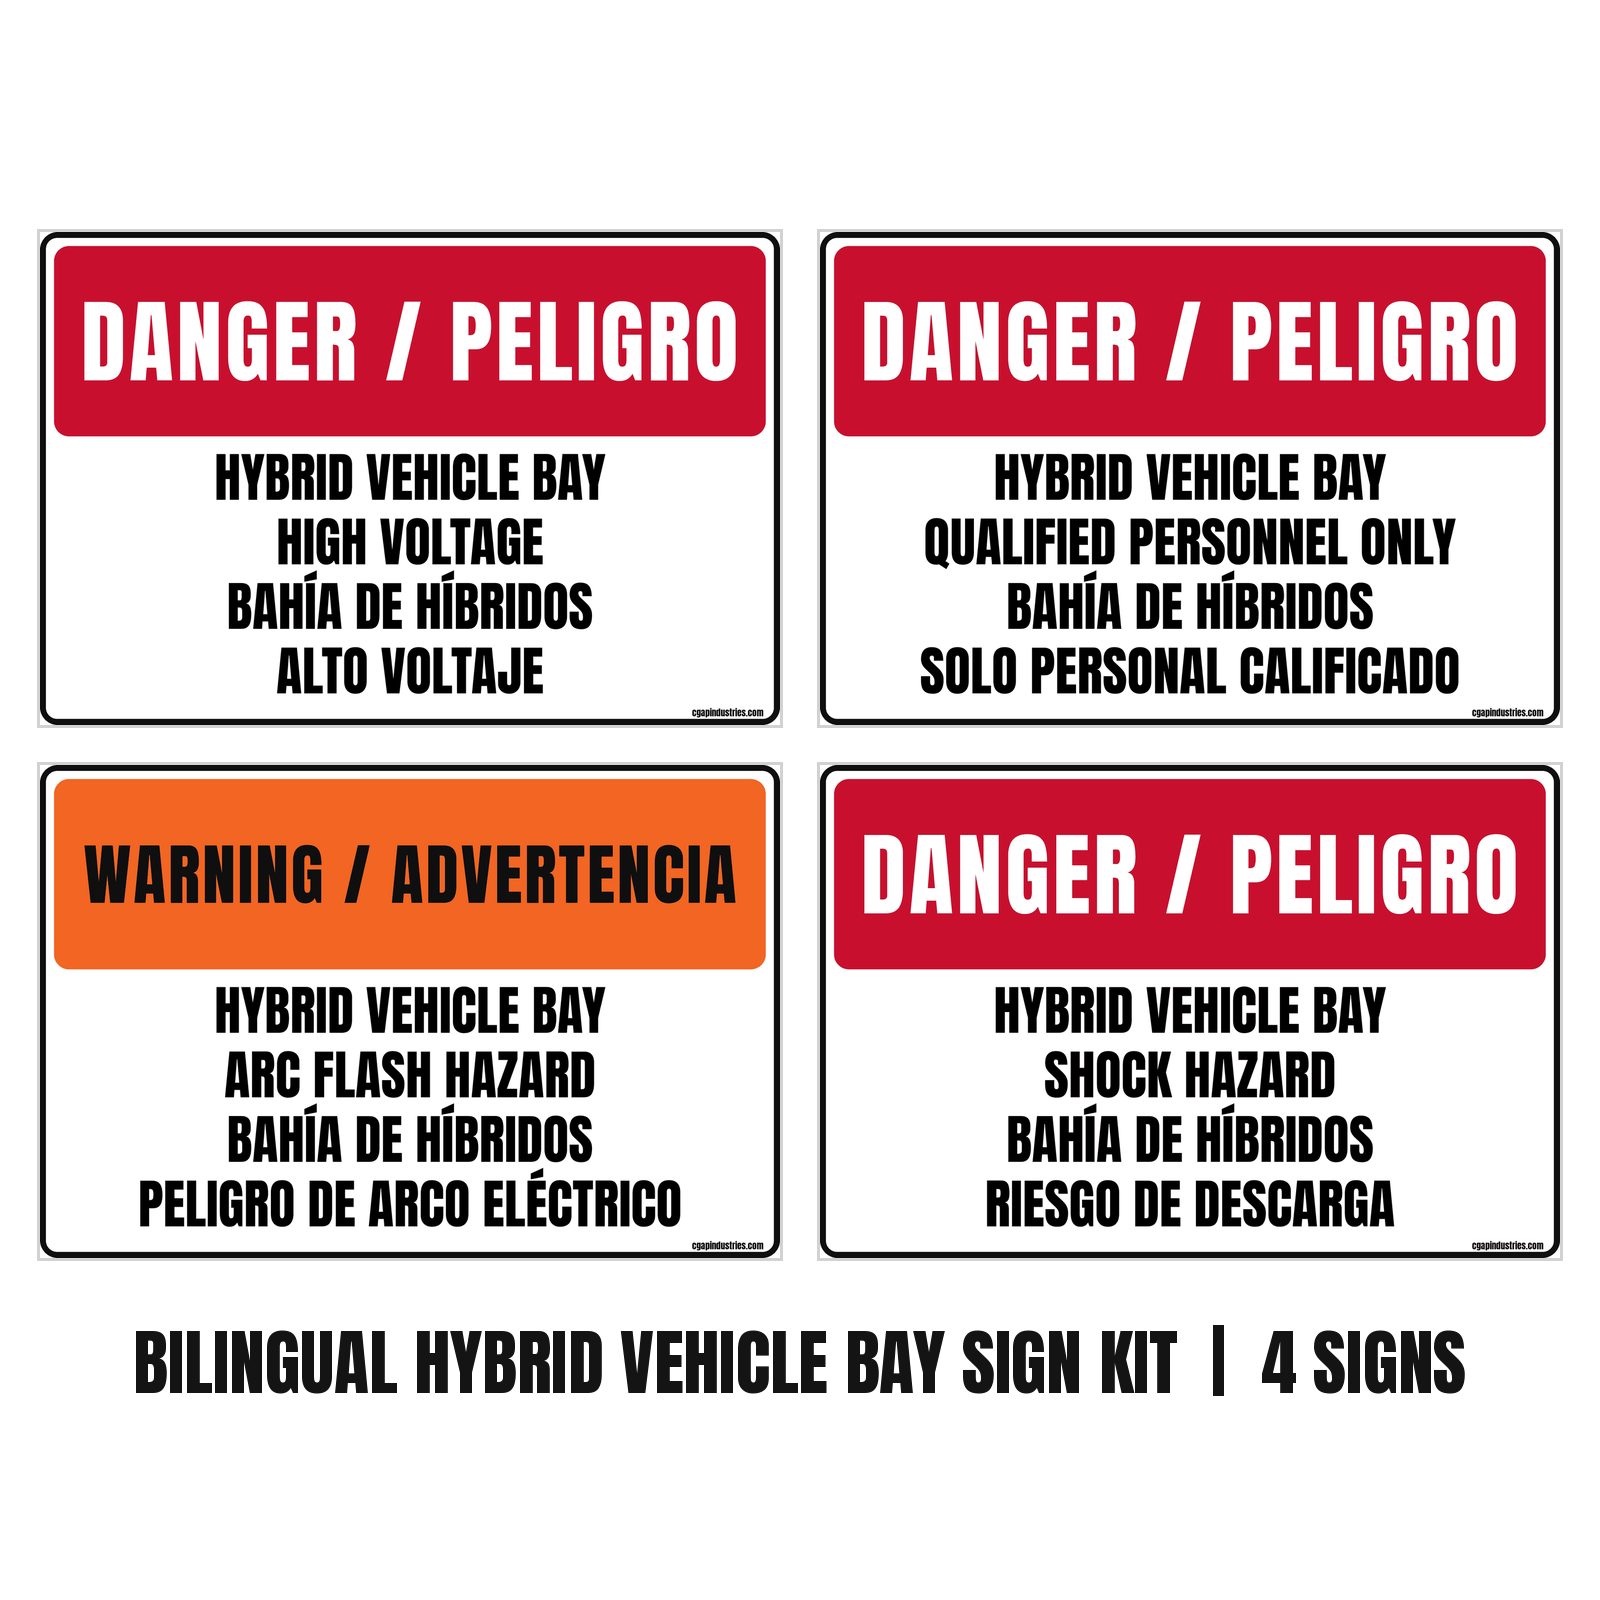 DANGER / PELIGRO
HYBRID VEHICLE BAY
HIGH VOLTAGE
BAHÍA DE HÍBRIDOS
ALTO VOLTAJE
cgapindustries.com
DANGER / PELIGRO
HYBRID VEHICLE BAY
QUALIFIED PERSONNEL ONLY
BAHÍA DE HÍBRIDOS
SOLO PERSONAL CALIFICADO
cgapindustries.com
WARNING / ADVERTENCIA
HYBRID VEHICLE BAY
ARC FLASH HAZARD
BAHÍA DE HÍBRIDOS
PELIGRO DE ARCO ELÉCTRICO
cgapindustries.com
DANGER / PELIGRO
HYBRID VEHICLE BAY
SHOCK HAZARD
BAHÍA DE HÍBRIDOS
RIESGO DE DESCARGA
cgapindustries.com
BILINGUAL HYBRID VEHICLE BAY SIGN KIT | 4 SIGNS